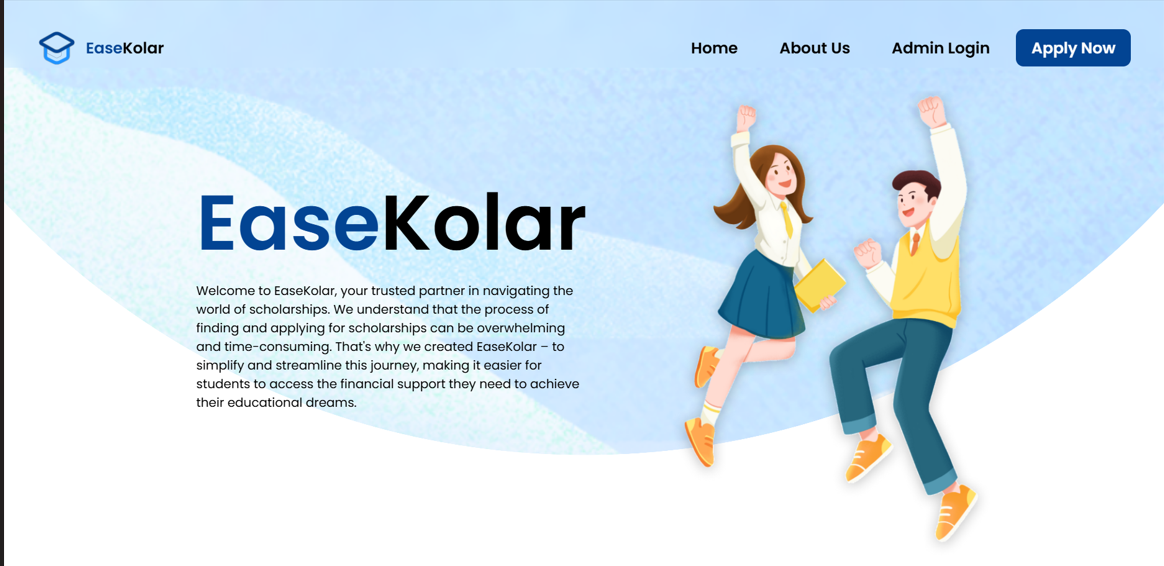 EaseKolar
Home
About Us
Admin Login
Apply Now
EaseKolar
Welcome to EaseKolar, your trusted partner in navigating the
world of scholarships. We understand that the process of
finding and applying for scholarships can be overwhelming
and time-consuming. That's why we created EaseKolar – to
simplify and streamline this journey, making it easier for
students to access the financial support they need to achieve
their educational dreams.